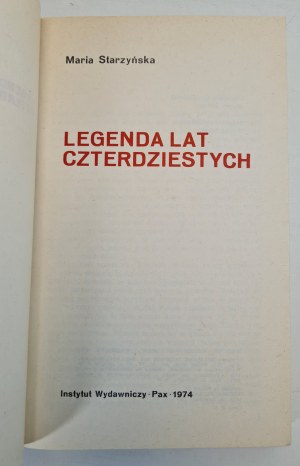 Maria Starzyńska
LEGENDA LAT
CZTERDZIESTYCH
Instytut Wydawniczy · Pax · 1974